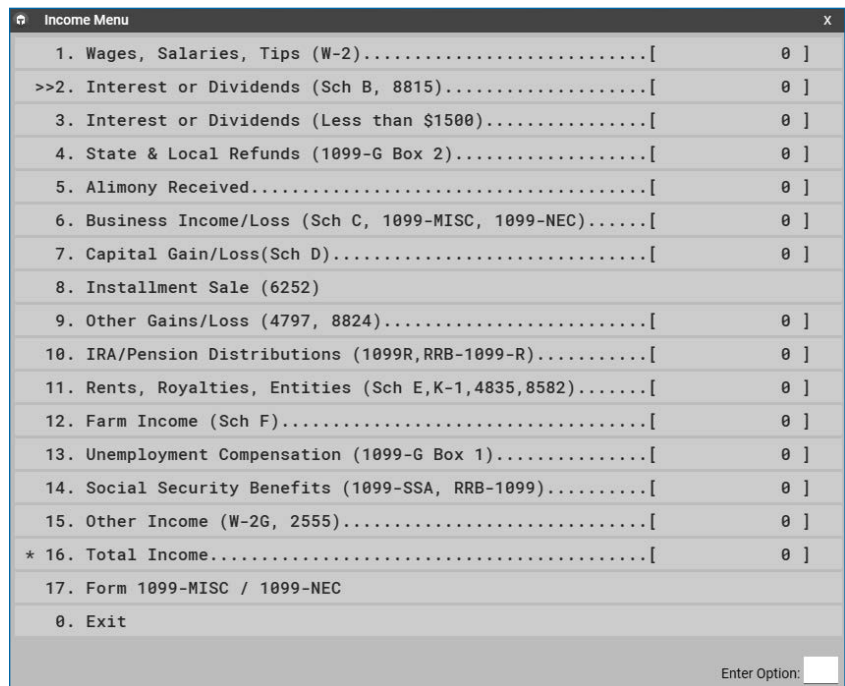 Income Menu X
1. Wages, Salaries, Tips (W-2)............................[ 0 ]
>>2. Interest or Dividends (Sch B, 8815)....................[ 0 ]
3. Interest or Dividends (Less than $1500)................[ 0 ]
4. State & Local Refunds (1099-G Box 2)...................[ 0 ]
5. Alimony Received.......................................[ 0 ]
6. Business Income/Loss (Sch C, 1099-MISC, 1099-NEC)......[ 0 ]
7. Capital Gain/Loss(Sch D)...............................[ 0 ]
8. Installment Sale (6252)
9. Other Gains/Loss (4797, 8824)..........................[ 0 ]
10. IRA/Pension Distributions (1099R,RRB-1099-R)...........[ 0 ]
11. Rents, Royalties, Entities (Sch E,K-1,4835,8582).......[ 0 ]
12. Farm Income (Sch F)....................................[ 0 ]
13. Unemployment Compensation (1099-G Box 1)...............[ 0 ]
14. Social Security Benefits (1099-SSA, RRB-1099)..........[ 0 ]
15. Other Income (W-2G, 2555)..............................[ 0 ]
* 16. Total Income...........................................[ 0 ]
17. Form 1099-MISC / 1099-NEC
0. Exit
Enter Option: